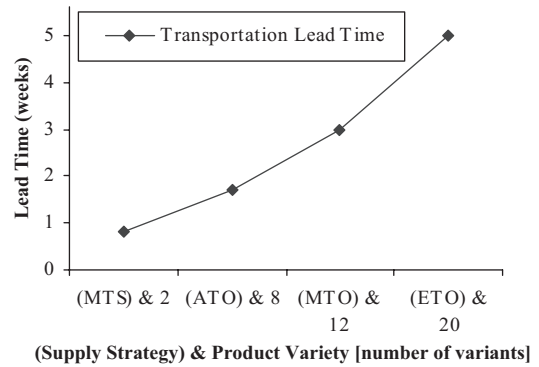 Transportation Lead Time
Lead Time (weeks)
5
4
3
2
1
0
(MTS) & 2 (ATO) & 8 (MTO) & (ETO) &
12 20
(Supply Strategy) & Product Variety [number of variants]